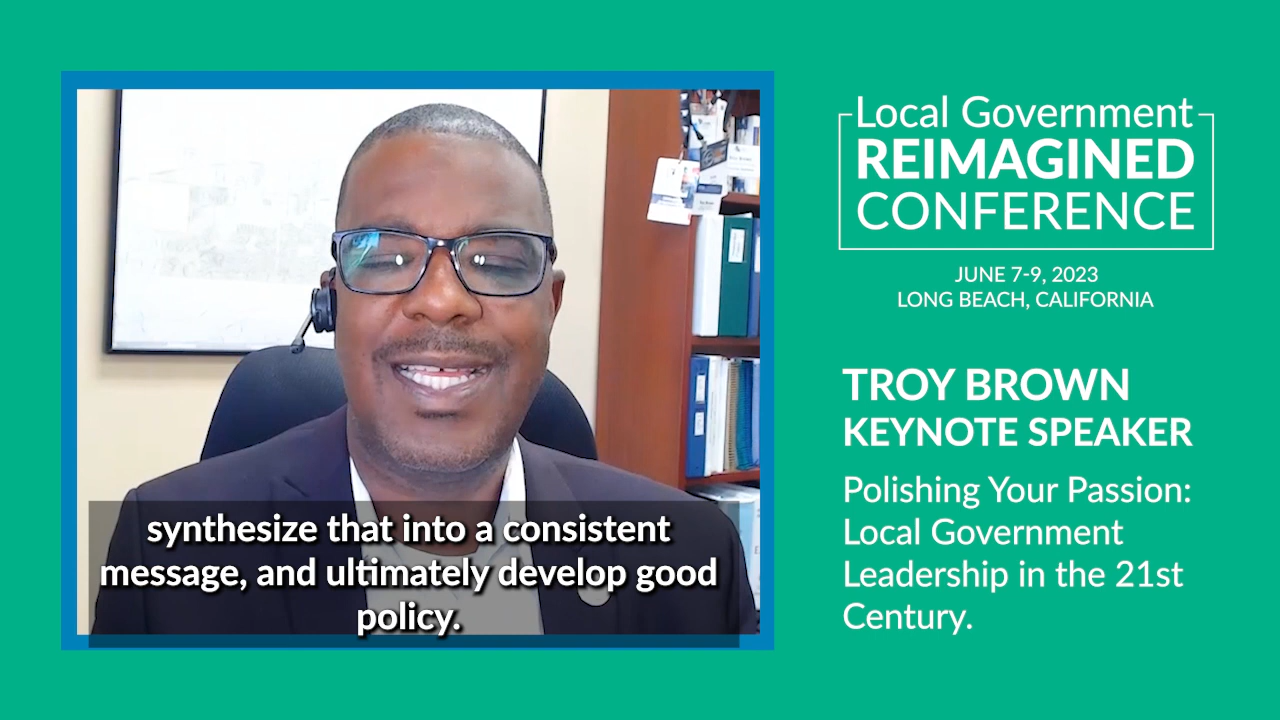 synthesize that into a consistent
message, and ultimately develop good
policy.
Local Government
REIMAGINED
CONFERENCE
JUNE 7-9, 2023
LONG BEACH, CALIFORNIA
TROY BROWN
KEYNOTE SPEAKER
Polishing Your Passion:
Local Government
Leadership in the 21st
Century.